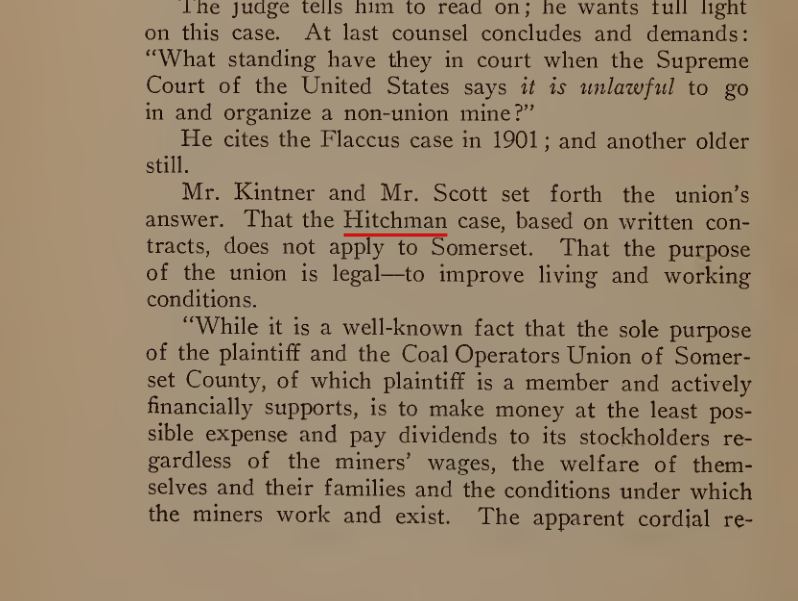 The judge tells him to read on; he wants full light
on this case. At last counsel concludes and demands:
“What standing have they in court when the Supreme
Court of the United States says it is unlawful to go
in and organize a non-union mine?”
He cites the Flaccus case in 1901; and another older
still.
Mr. Kintner and Mr. Scott set forth the union’s
answer. That the Hitchman case, based on written con-
tracts, does not apply to Somerset. That the purpose
of the union is legal—to improve living and working
conditions.
“While it is a well-known fact that the sole purpose
of the plaintiff and the Coal Operators Union of Somer-
set County, of which plaintiff is a member and actively
financially supports, is to make money at the least pos-
sible expense and pay dividends to its stockholders re-
gardless of the miners’ wages, the welfare of them-
selves and their families and the conditions under which
the miners work and exist. The apparent cordial re-